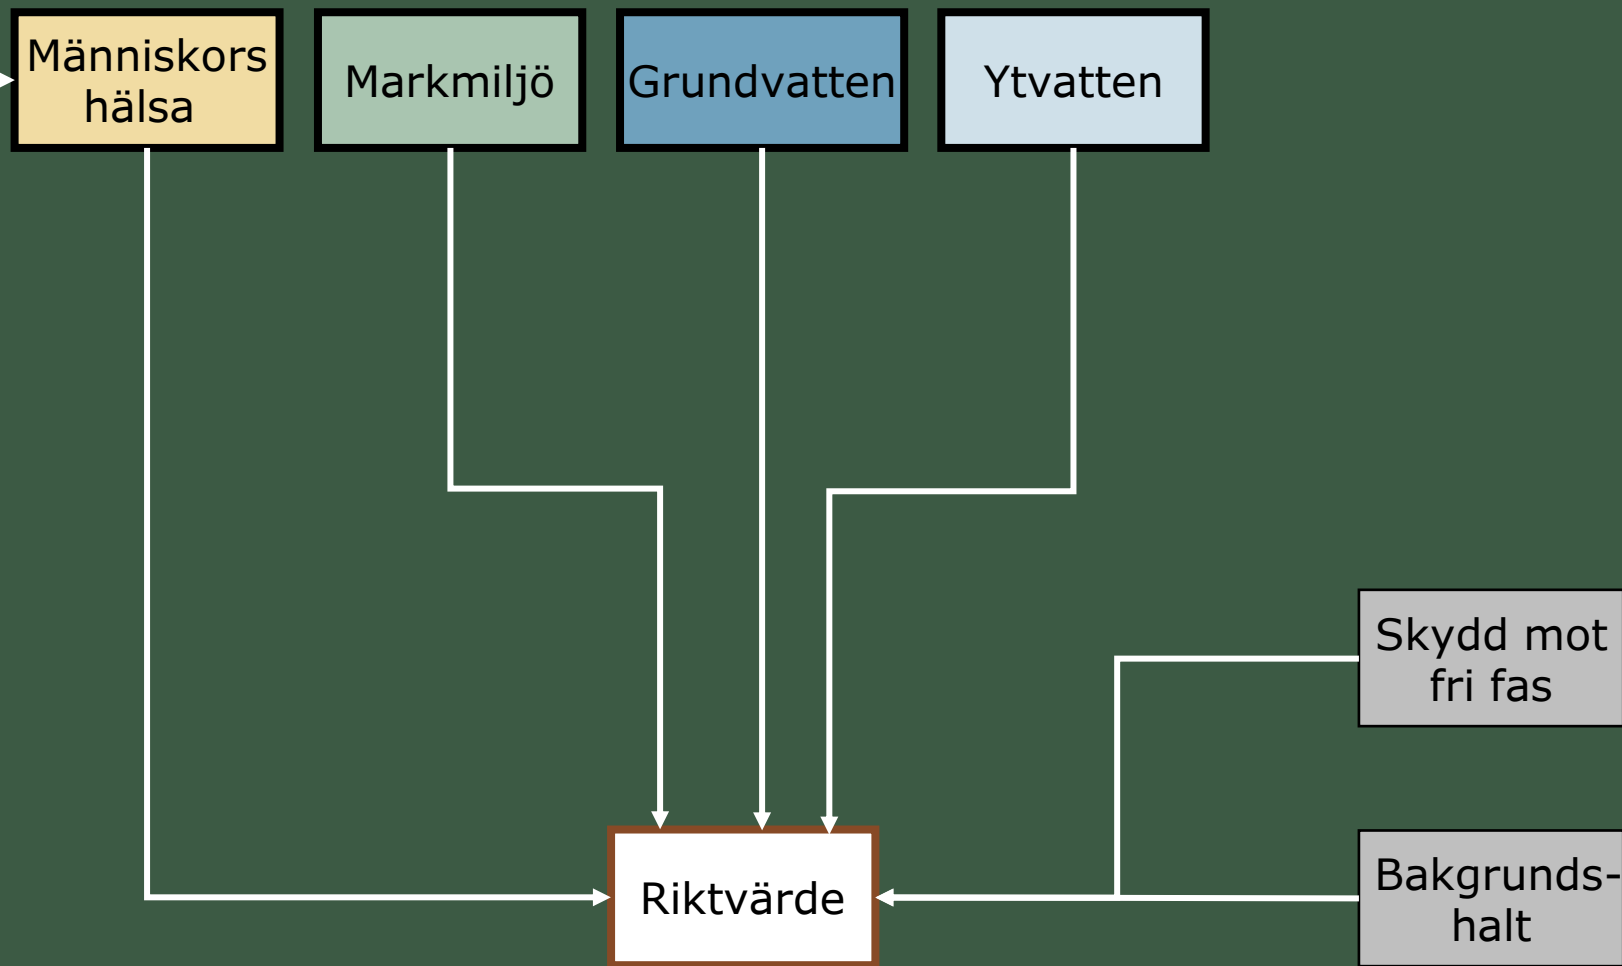 Människors
hälsa
Markmiljö
Grundvatten
Ytvatten
Skydd mot
fri fas
Riktvärde
Bakgrunds-
halt